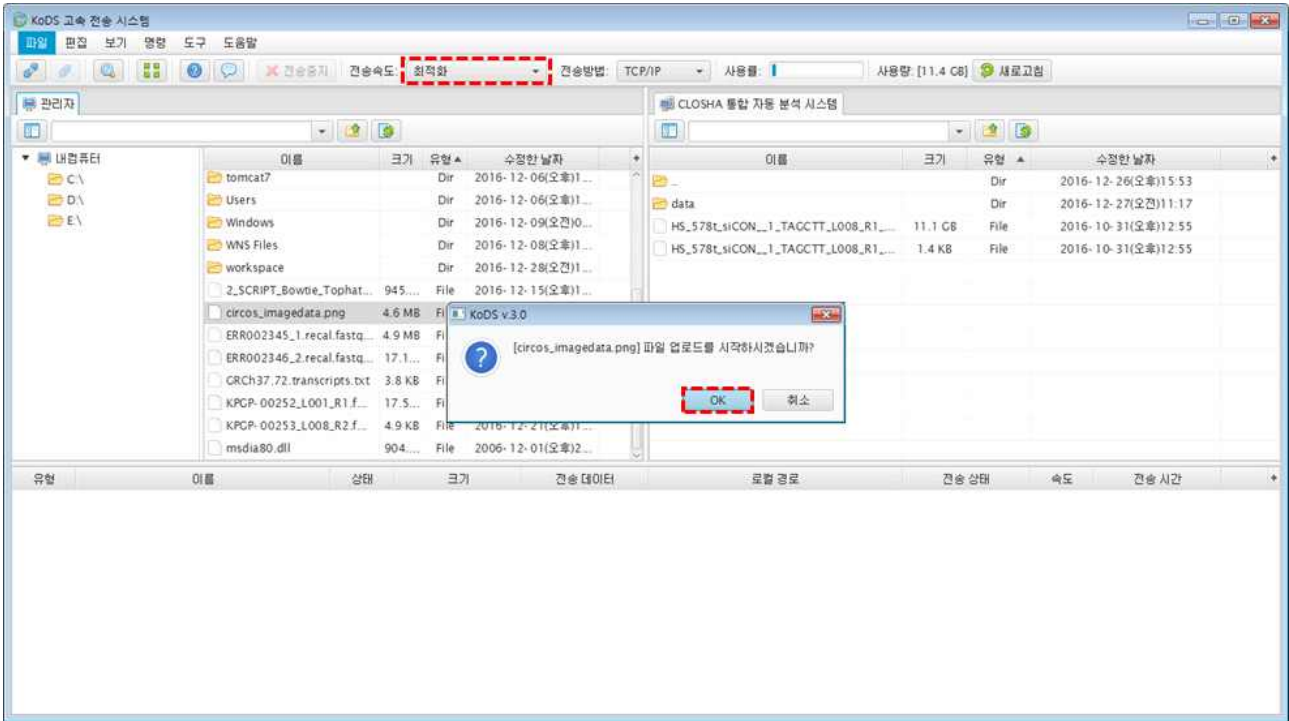 KoDS 고속 전송 시스템
파일 편집 보기 명령 도구 도움말
전송중지 전송속도: 최적화 전송방법: TCP/IP 사용률: 사용량: [11.4 GB] 새로고침
관리자
CLOSHA 통합 자동 분석 시스템
내컴퓨터
C:\
D:\
E:\
이름 크기 유형 수정한 날짜
tomcat7 Dir 2016-12-06(오후)1...
Users Dir 2016-12-06(오후)1...
Windows Dir 2016-12-09(오전)0...
WNS Files Dir 2016-12-08(오후)1...
workspace Dir 2016-12-28(오전)1...
2_SCRIPT_Bowtie_Tophat... 945.... File 2016-12-15(오후)1...
circos_imagedata.png 4.6 MB Fi
ERR002345_1.recal.fastq... 4.9 MB Fi
ERR002346_2.recal.fastq... 17.1... Fi
GRCh37.72.transcripts.txt 3.8 KB Fi
KPGP-00252_L001_R1.f... 17.5... Fi
KPGP-00253_L008_R2.f... 4.9 KB File 2016-12-21(오후)1...
msdia80.dll 904.... File 2006-12-01(오후)2...
이름 크기 유형 수정한 날짜
.. Dir 2016-12-26(오후)15:53
data Dir 2016-12-27(오전)11:17
HS_578t_siCON__1_TAGCTT_L008_R1_... 11.1 GB File 2016-10-31(오후)12:55
HS_578t_siCON__1_TAGCTT_L008_R1_... 1.4 KB File 2016-10-31(오후)12:55
KoDS v.3.0
[circos_imagedata.png] 파일 업로드를 시작하시겠습니까?
OK 취소
유형 이름 상태 크기 전송 데이터 로컬 경로 전송 상태 속도 전송 시간